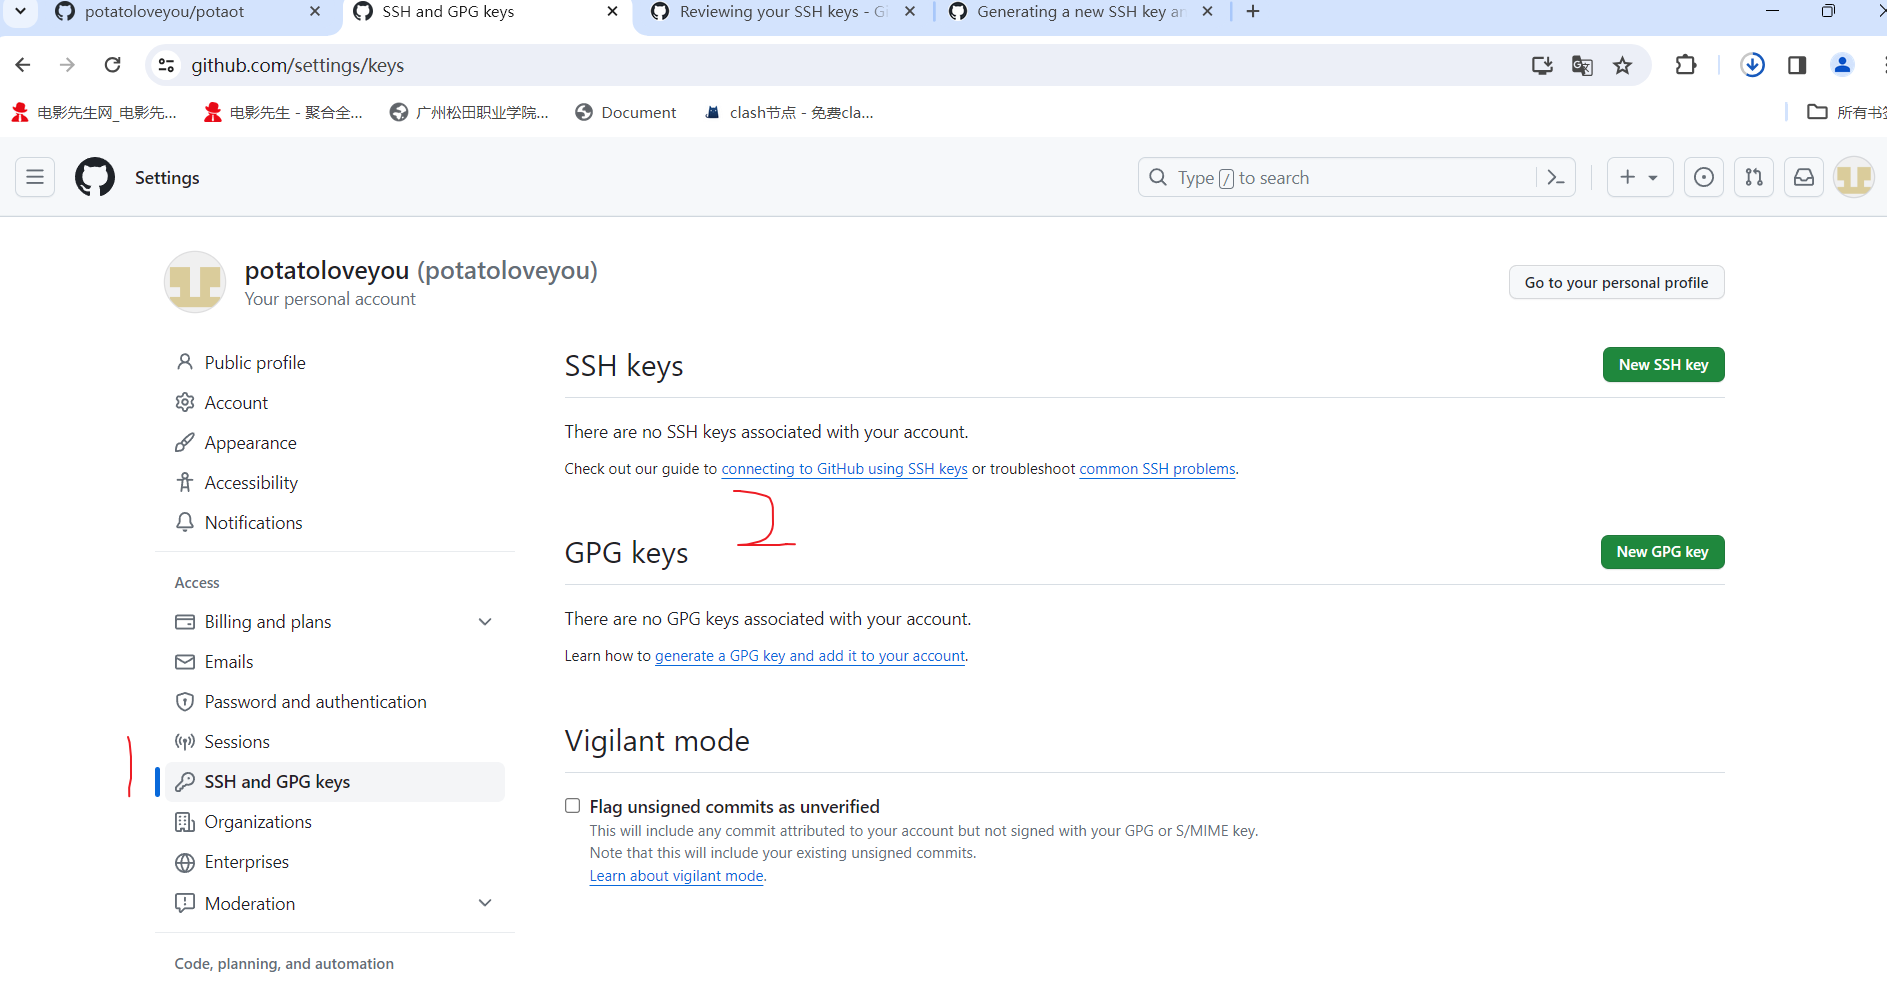 potatoloveyou/potaot
SSH and GPG keys
Reviewing your SSH keys - Gi
Generating a new SSH key an
github.com/settings/keys
电影先生网_电影先...
电影先生 - 聚合全...
广州松田职业学院...
Document
clash节点 - 免费cla...
所有书签
Settings
Type / to search
potatoloveyou (potatoloveyou)
Your personal account
Go to your personal profile
Public profile
Account
Appearance
Accessibility
Notifications
Access
Billing and plans
Emails
Password and authentication
Sessions
SSH and GPG keys
Organizations
Enterprises
Moderation
Code, planning, and automation
SSH keys
New SSH key
There are no SSH keys associated with your account.
Check out our guide to connecting to GitHub using SSH keys or troubleshoot common SSH problems.
2
GPG keys
New GPG key
There are no GPG keys associated with your account.
Learn how to generate a GPG key and add it to your account.
Vigilant mode
Flag unsigned commits as unverified
This will include any commit attributed to your account but not signed with your GPG or S/MIME key.
Note that this will include your existing unsigned commits.
Learn about vigilant mode.